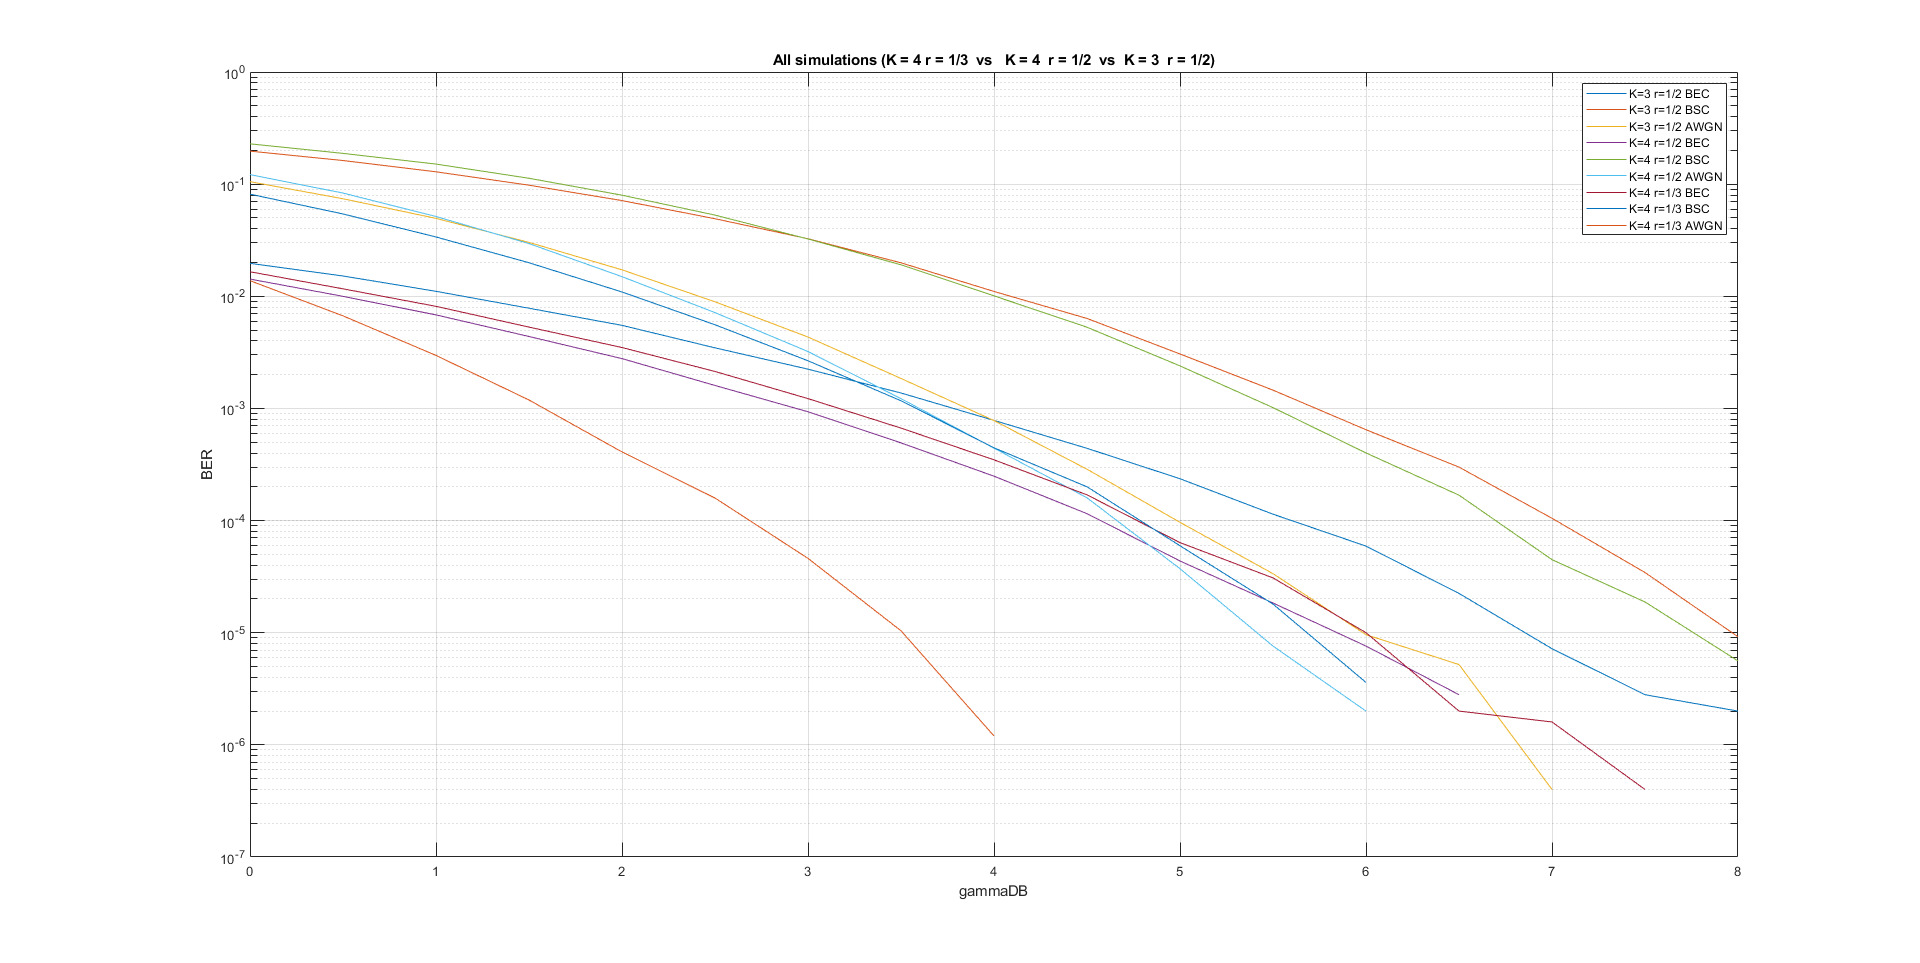 All simulations (K = 4 r = 1/3 vs K = 4 r = 1/2 vs K = 3 r = 1/2)
10^0
10^-1
10^-2
10^-3
10^-4
10^-5
10^-6
10^-7
BER
K=3 r=1/2 BEC
K=3 r=1/2 BSC
K=3 r=1/2 AWGN
K=4 r=1/2 BEC
K=4 r=1/2 BSC
K=4 r=1/2 AWGN
K=4 r=1/3 BEC
K=4 r=1/3 BSC
K=4 r=1/3 AWGN
0 1 2 3 4 5 6 7 8
gammaDB